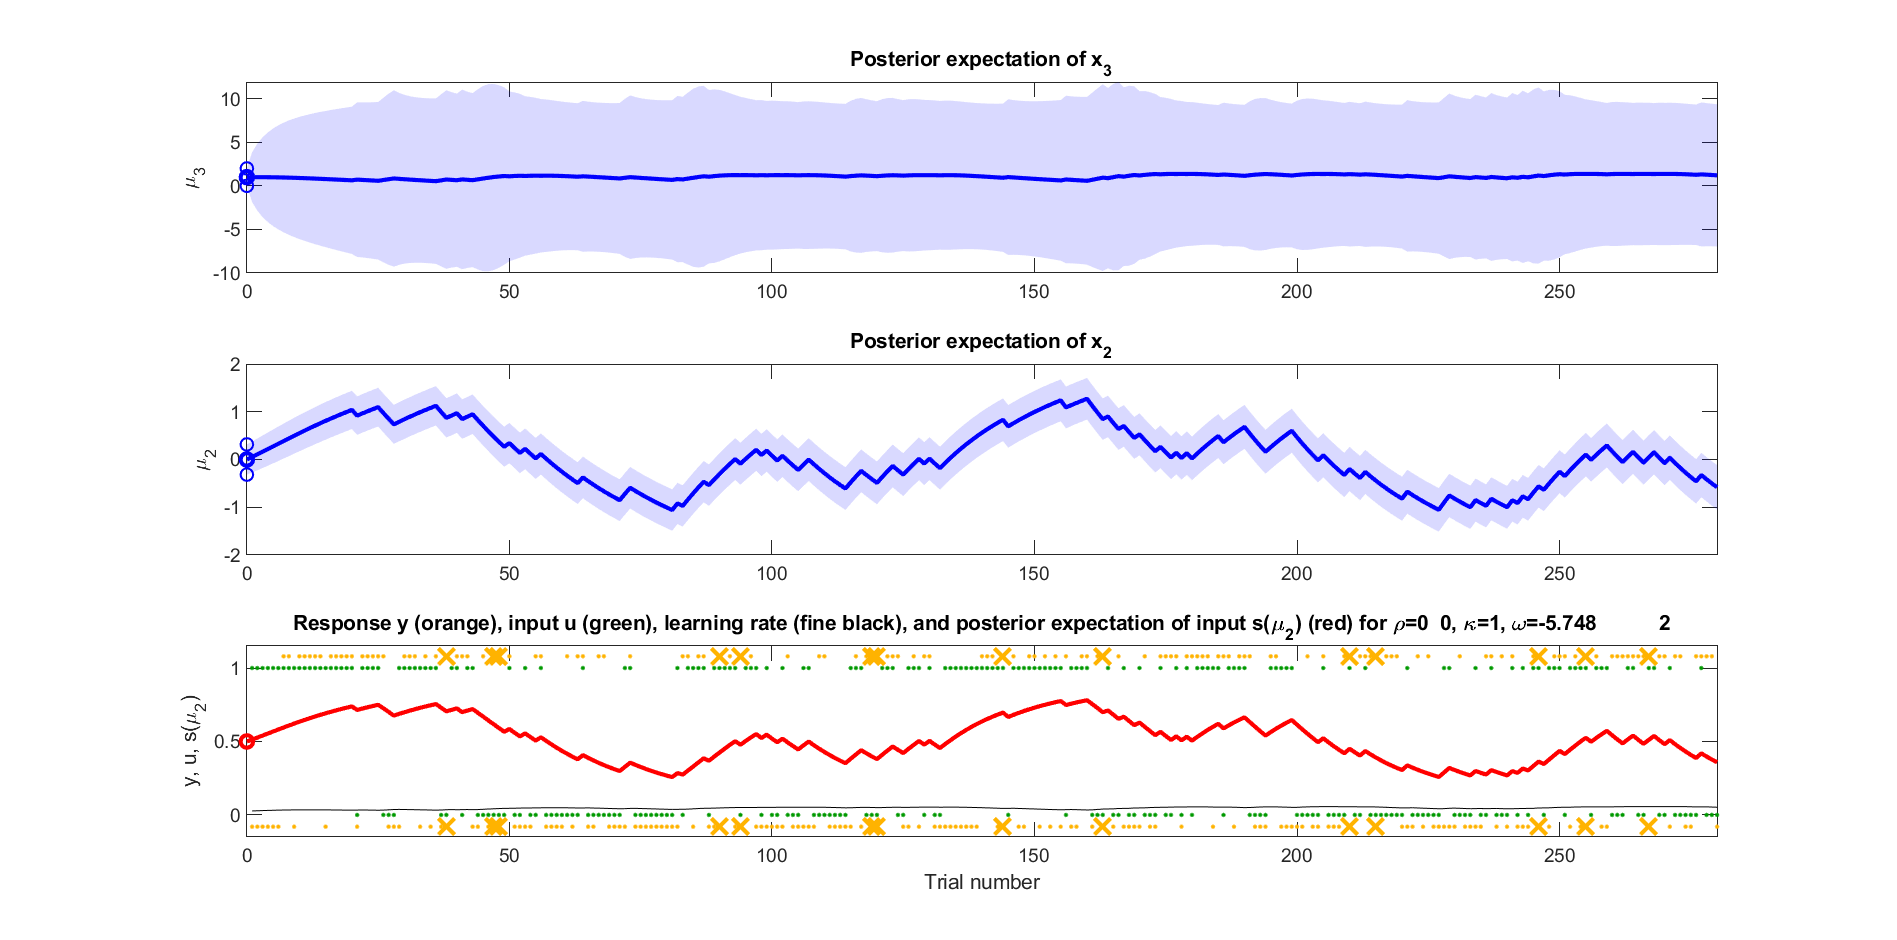 Posterior expectation of x3
10
5
0
-5
-10
μ3
0 50 100 150 200 250
Posterior expectation of x2
2
1
0
-1
-2
μ2
0 50 100 150 200 250
Response y (orange), input u (green), learning rate (fine black), and posterior expectation of input s(μ2) (red) for ρ=0 0, κ=1, ω=-5.748 2
1
0.5
0
y, u, s(μ2)
0 50 100 150 200 250
Trial number